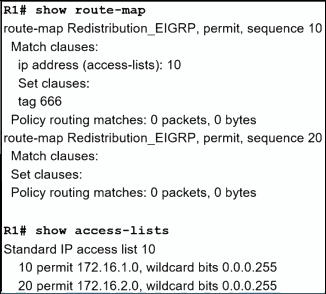 R1# show route-map
route-map Redistribution_EIGRP, permit, sequence 10
Match clauses:
ip address (access-lists): 10
Set clauses:
tag 666
Policy routing matches: 0 packets, 0 bytes
route-map Redistribution_EIGRP, permit, sequence 20
Match clauses:
Set clauses:
Policy routing matches: 0 packets, 0 bytes
R1# show access-lists
Standard IP access list 10
10 permit 172.16.1.0, wildcard bits 0.0.0.255
20 permit 172.16.2.0, wildcard bits 0.0.0.255